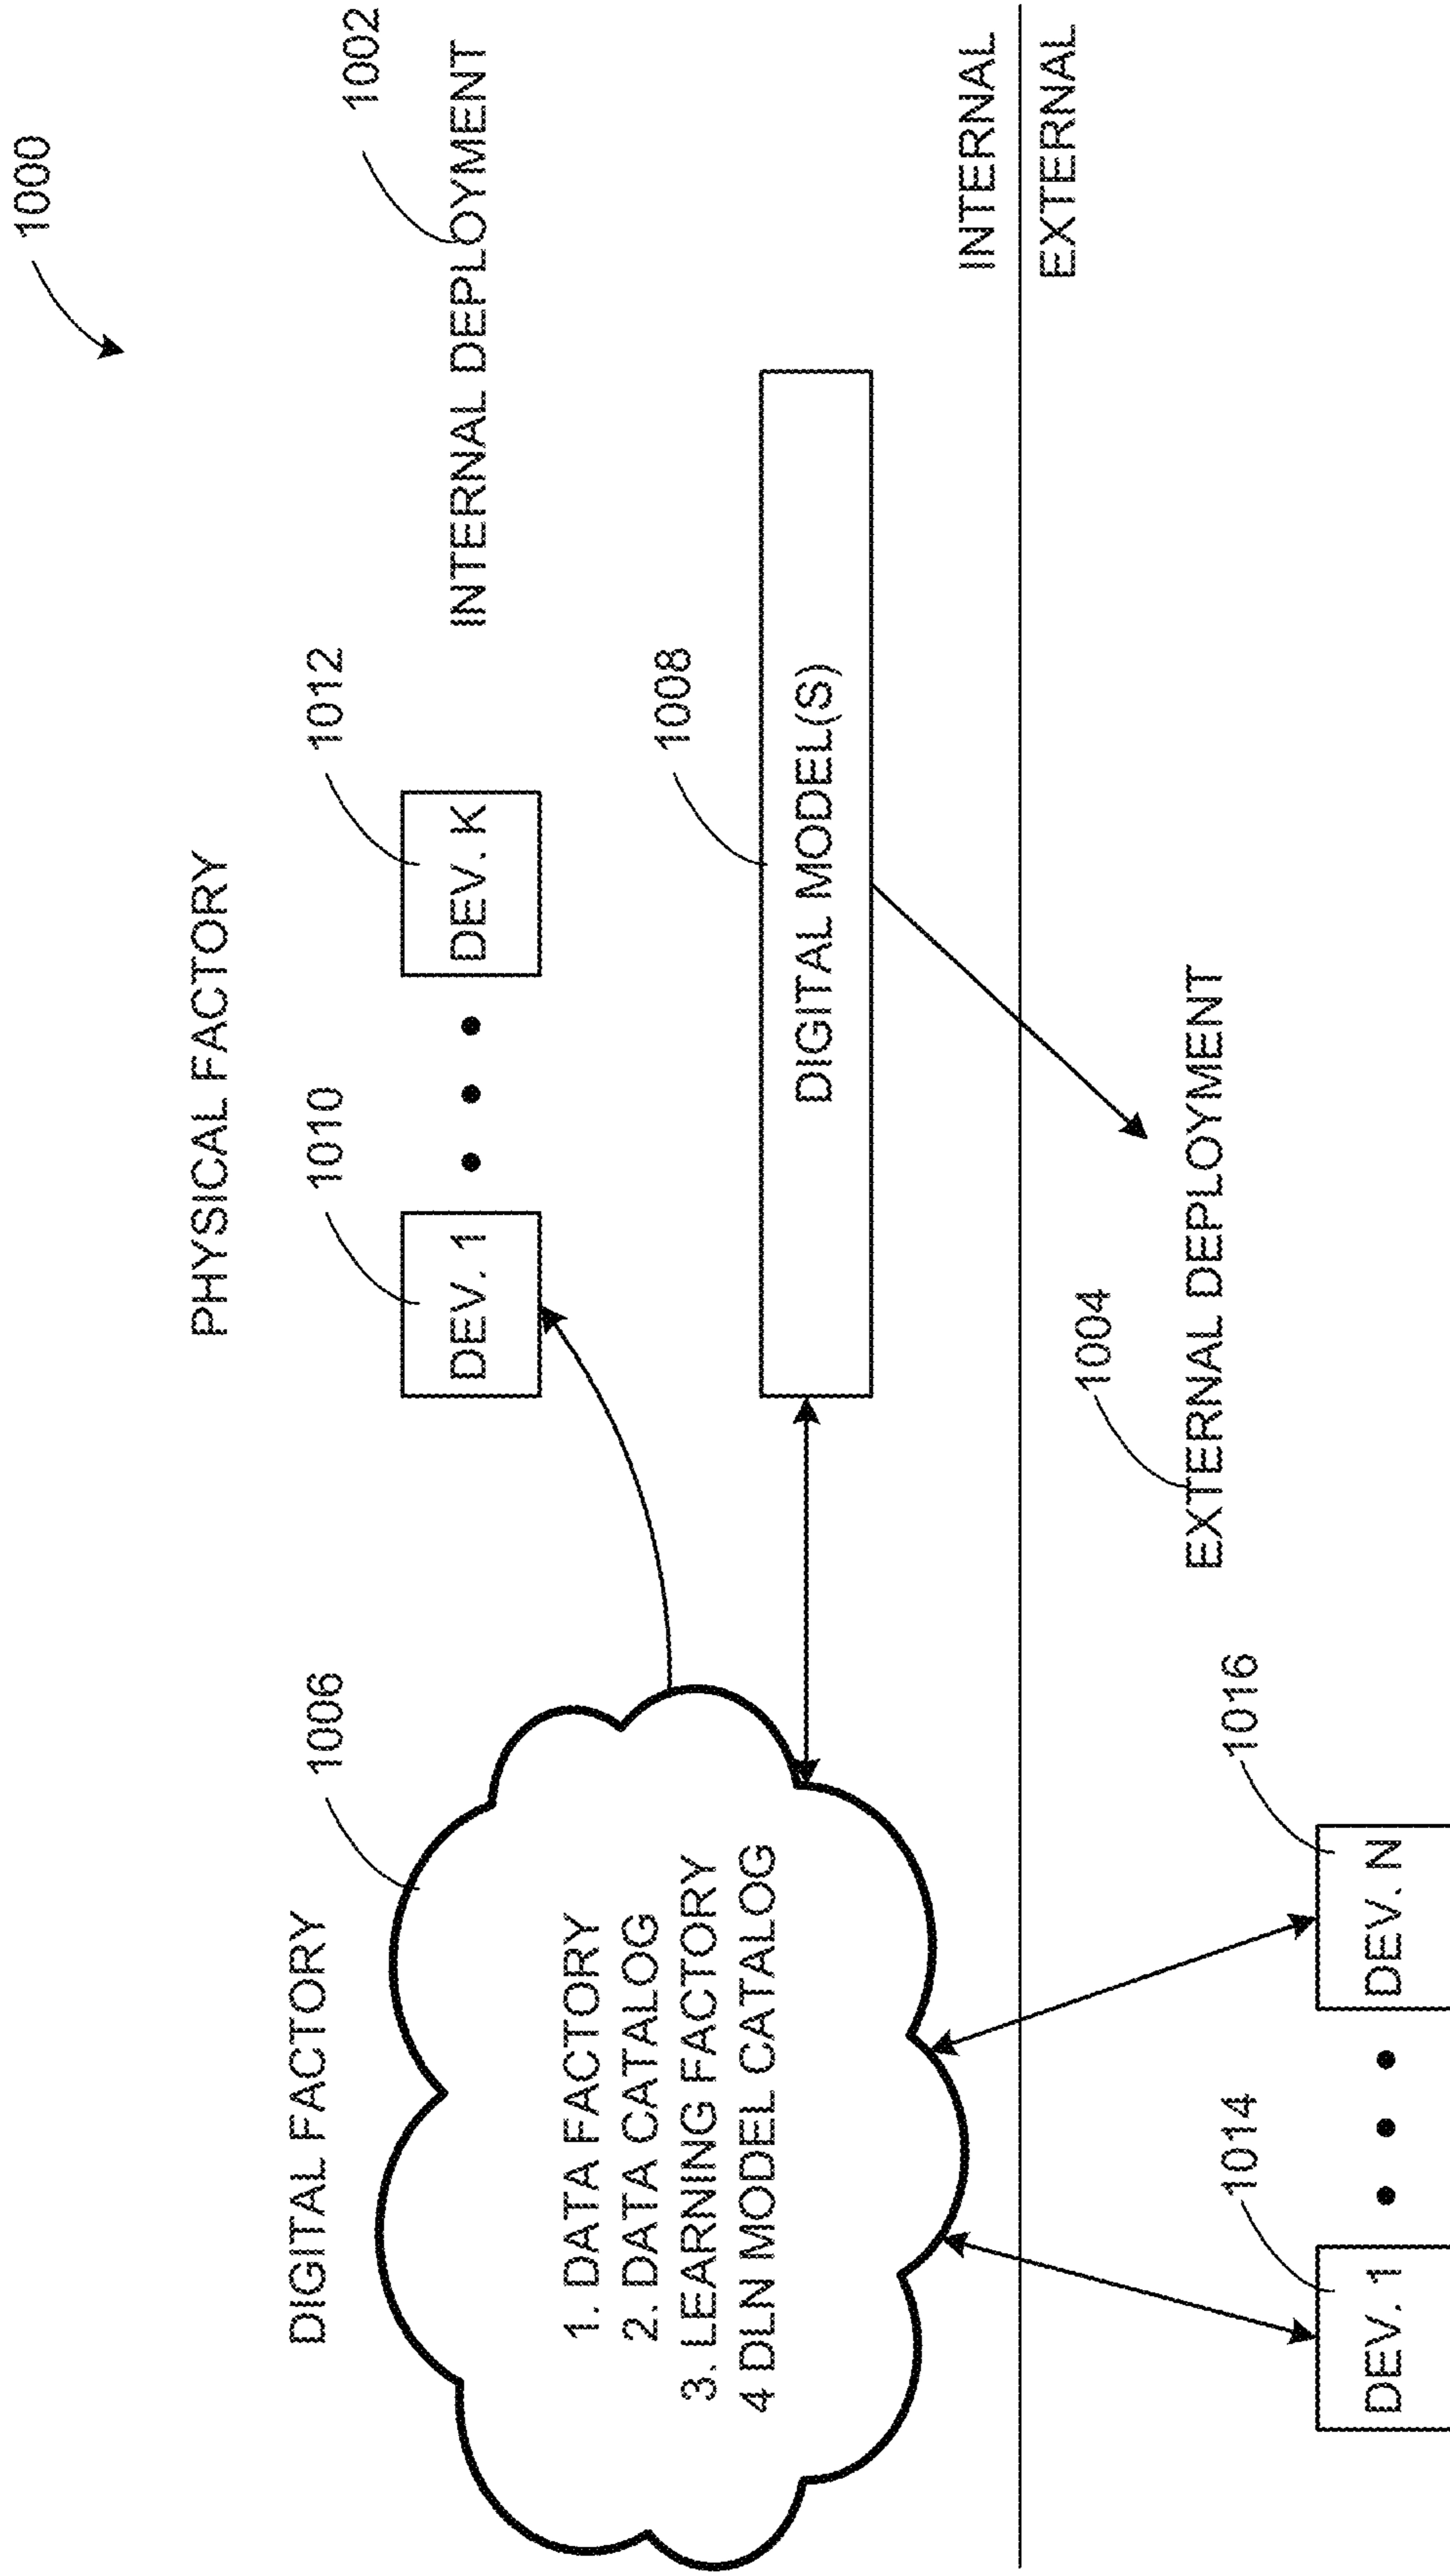 1000
PHYSICAL FACTORY
DIGITAL FACTORY
1006
1010
1012
1002
DEV. 1
DEV. K
INTERNAL DEPLOYMENT
1. DATA FACTORY
2. DATA CATALOG
3. LEARNING FACTORY
4 DLN MODEL CATALOG
1008
DIGITAL MODEL(S)
INTERNAL
EXTERNAL
1004
EXTERNAL DEPLOYMENT
1014
1016
DEV. 1
DEV. N